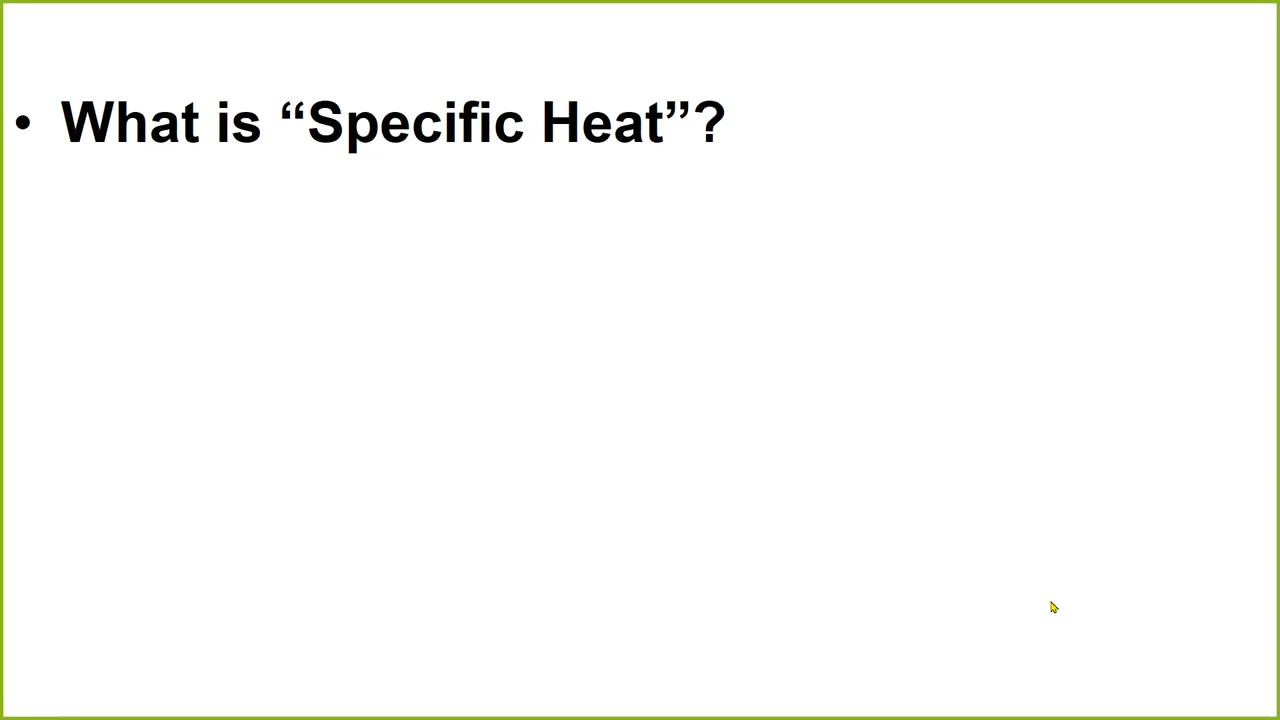 • What is “Specific Heat”?